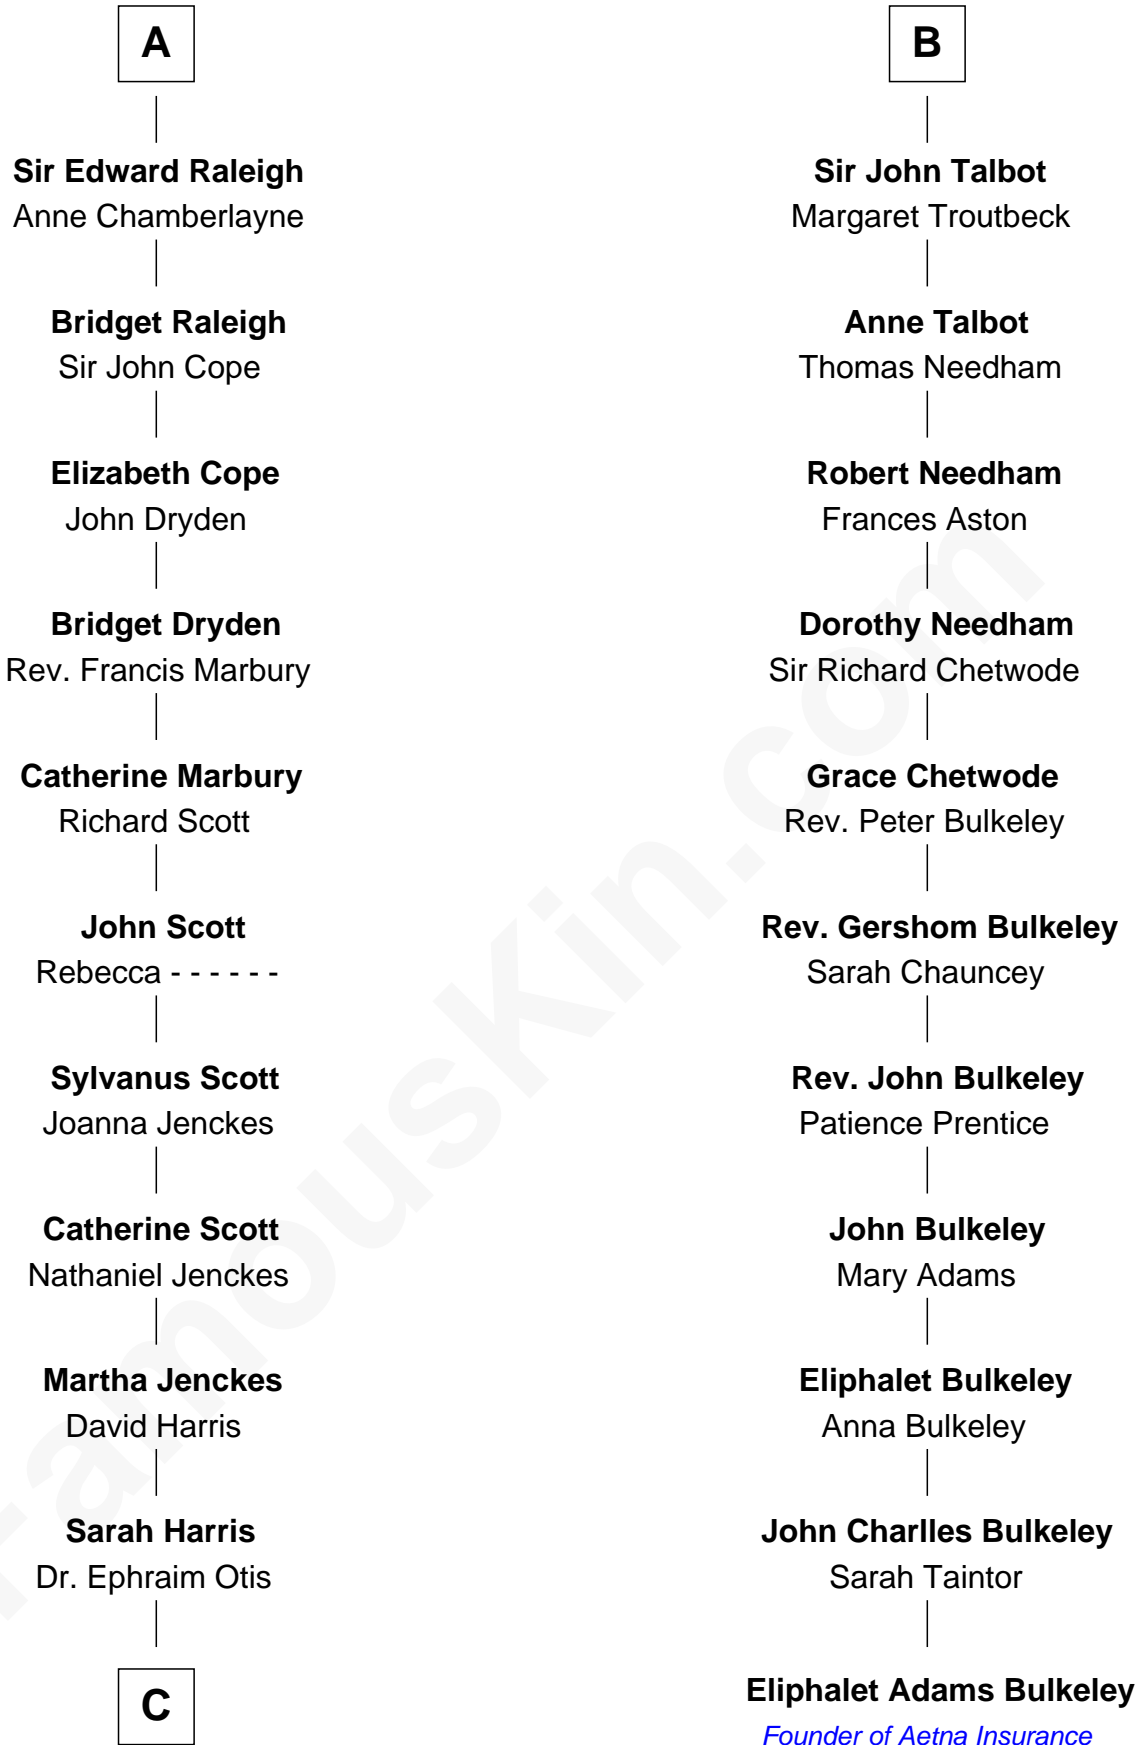 A
Sir Edward Raleigh
Anne Chamberlayne
Bridget Raleigh
Sir John Cope
Elizabeth Cope
John Dryden
Bridget Dryden
Rev. Francis Marbury
Catherine Marbury
Richard Scott
John Scott
Rebecca - - - - - -
Sylvanus Scott
Joanna Jenckes
Catherine Scott
Nathaniel Jenckes
Martha Jenckes
David Harris
Sarah Harris
Dr. Ephraim Otis
C
B
Sir John Talbot
Margaret Troutbeck
Anne Talbot
Thomas Needham
Robert Needham
Frances Aston
Dorothy Needham
Sir Richard Chetwode
Grace Chetwode
Rev. Peter Bulkeley
Rev. Gershom Bulkeley
Sarah Chauncey
Rev. John Bulkeley
Patience Prentice
John Bulkeley
Mary Adams
Eliphalet Bulkeley
Anna Bulkeley
John Charlles Bulkeley
Sarah Taintor
Eliphalet Adams Bulkeley
Founder of Aetna Insurance
FamousKin.com